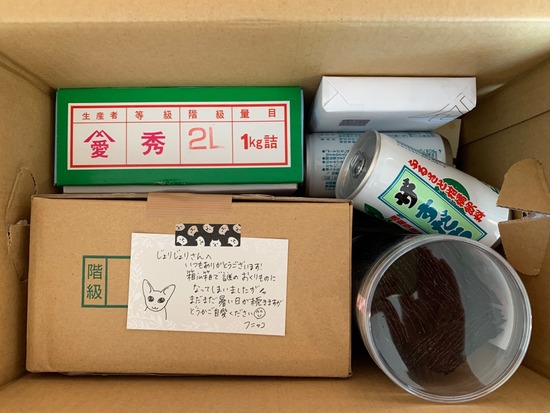 生産者 等級 階級 量目
愛 秀 2L 1kg詰
階級
じょりじょりさんへ
いつもありがとうございます!
箱in箱で謎のおくりものに
なってしまいましたが
まだまだ暑い日が続きますが
どうかご自愛ください
フニャコ